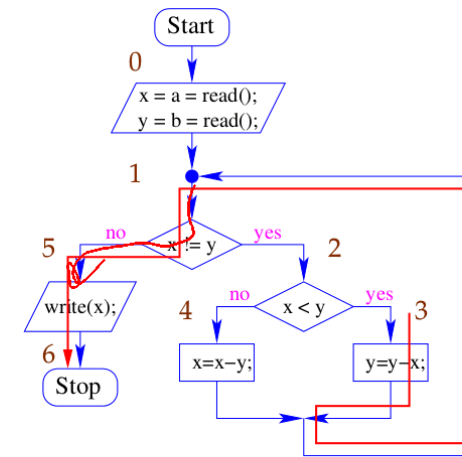 Start
0
x = a = read();
y = b = read();
1
no
x != y
yes
5
2
write(x);
no
x < y
yes
4
3
6
x=x−y;
y=y−x;
Stop